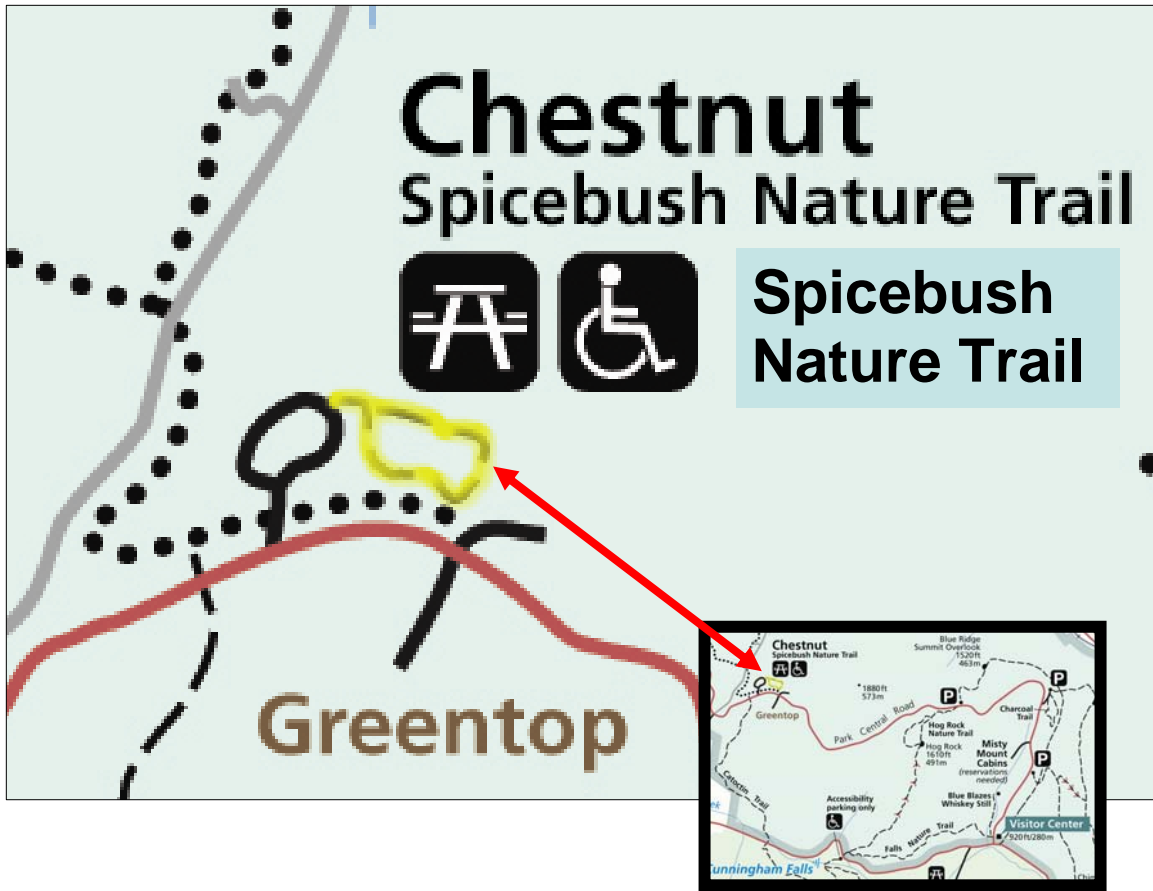 Chestnut
Spicebush Nature Trail
Spicebush
Nature Trail
Greentop
Chestnut
Spicebush Nature Trail
Blue Ridge
Summit Overlook
1520ft
463m
P
1880ft
573m
P
Greentop
Park Central Road
Charcoal
Trail
Hog Rock
Nature Trail
Hog Rock
1610ft
491m
Misty
Mount
Cabins
(reservations
needed)
P
Catoctin Trail
Accessibility
parking only
Blue Blazes
Whiskey Still
Visitor Center
920ft/280m
Falls Nature Trail
Cunningham Falls